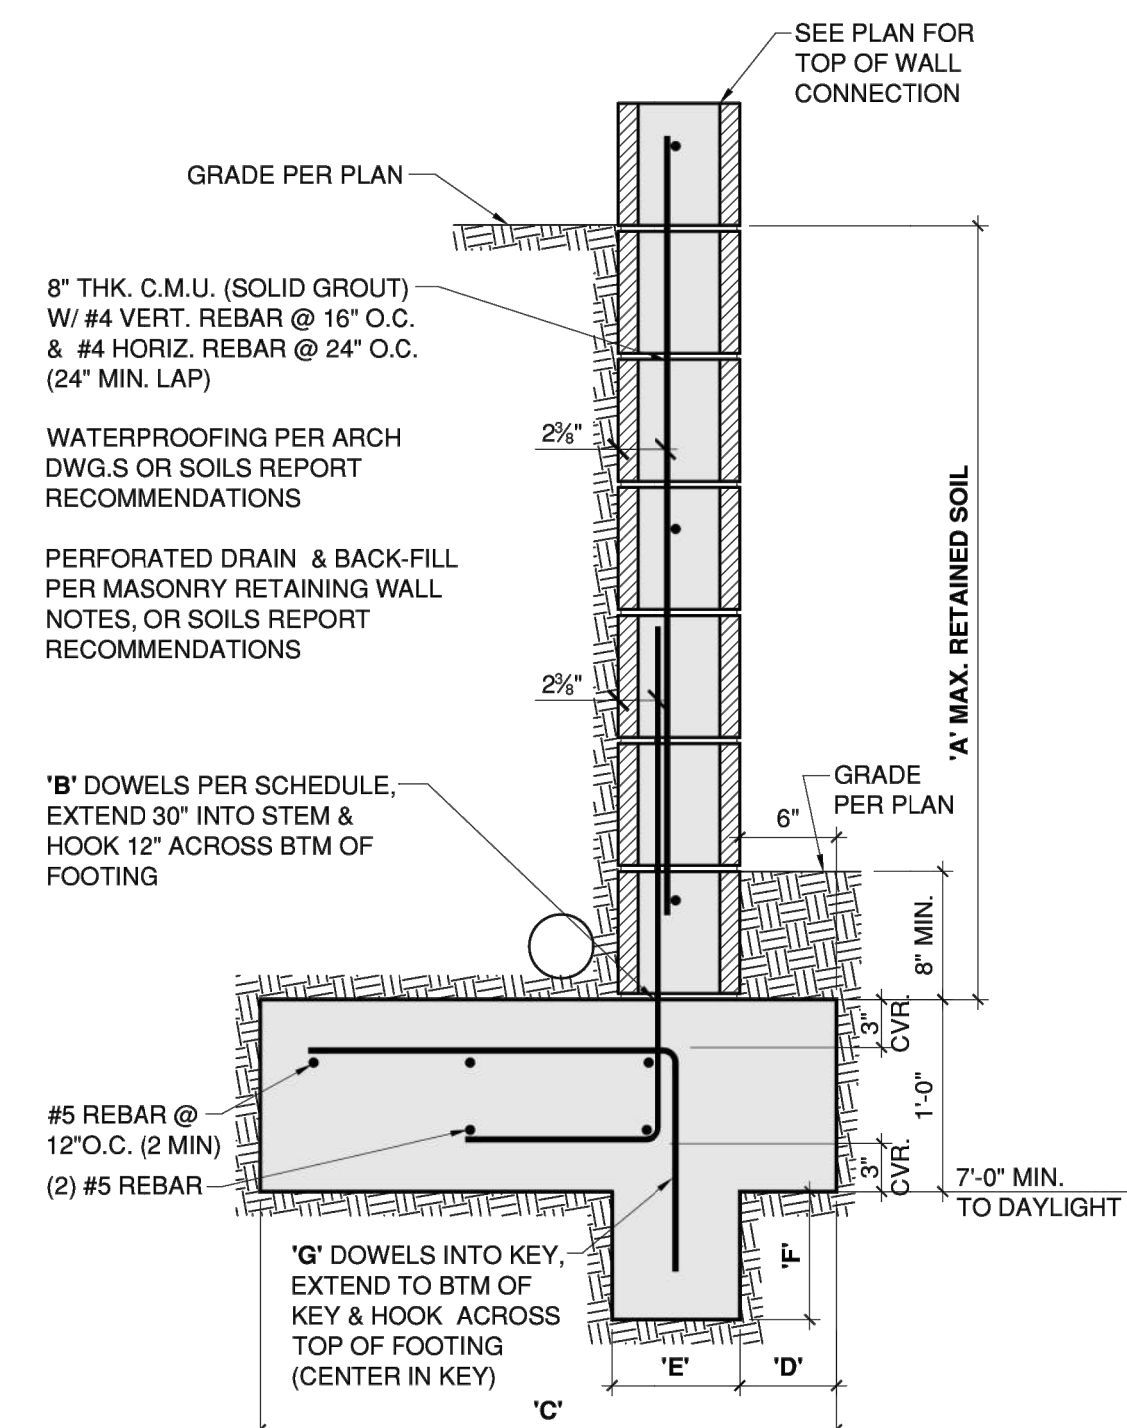 SEE PLAN FOR
TOP OF WALL
CONNECTION
GRADE PER PLAN
8" THK. C.M.U. (SOLID GROUT)
W/ #4 VERT. REBAR @ 16" O.C.
& #4 HORIZ. REBAR @ 24" O.C.
(24" MIN. LAP)
2⅜"
WATERPROOFING PER ARCH
DWG.S OR SOILS REPORT
RECOMMENDATIONS
PERFORATED DRAIN & BACK-FILL
PER MASONRY RETAINING WALL
NOTES, OR SOILS REPORT
RECOMMENDATIONS
2⅜"
'A' MAX. RETAINED SOIL
'B' DOWELS PER SCHEDULE,
EXTEND 30" INTO STEM &
HOOK 12" ACROSS BTM OF
FOOTING
GRADE
PER PLAN
6"
8" MIN.
3"
CVR.
1'-0"
3"
CVR.
#5 REBAR @
12"O.C. (2 MIN)
(2) #5 REBAR
7'-0" MIN.
TO DAYLIGHT
'G' DOWELS INTO KEY,
EXTEND TO BTM OF
KEY & HOOK ACROSS
TOP OF FOOTING
(CENTER IN KEY)
'F'
'E'
'D'
'C'